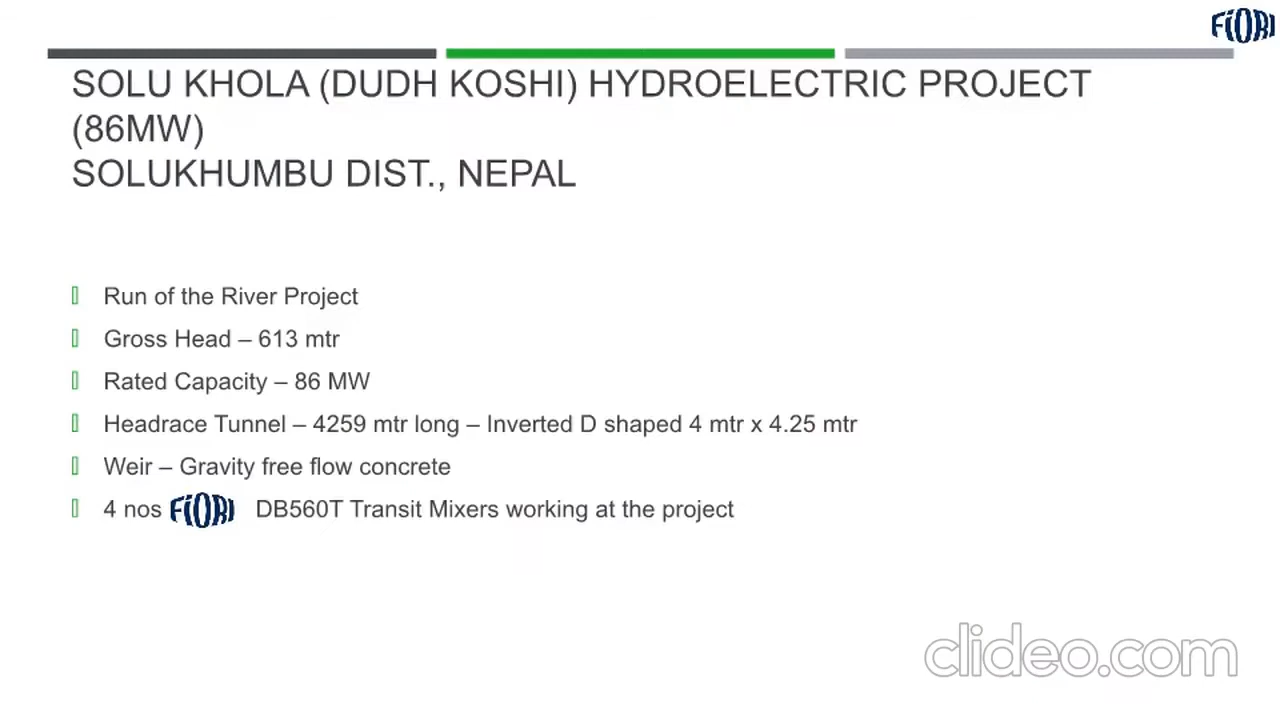 FIORI
SOLU KHOLA (DUDH KOSHI) HYDROELECTRIC PROJECT
(86MW)
SOLUKHUMBU DIST., NEPAL
Run of the River Project
Gross Head – 613 mtr
Rated Capacity – 86 MW
Headrace Tunnel – 4259 mtr long – Inverted D shaped 4 mtr x 4.25 mtr
Weir – Gravity free flow concrete
4 nos FIORI DB560T Transit Mixers working at the project
clideo.com